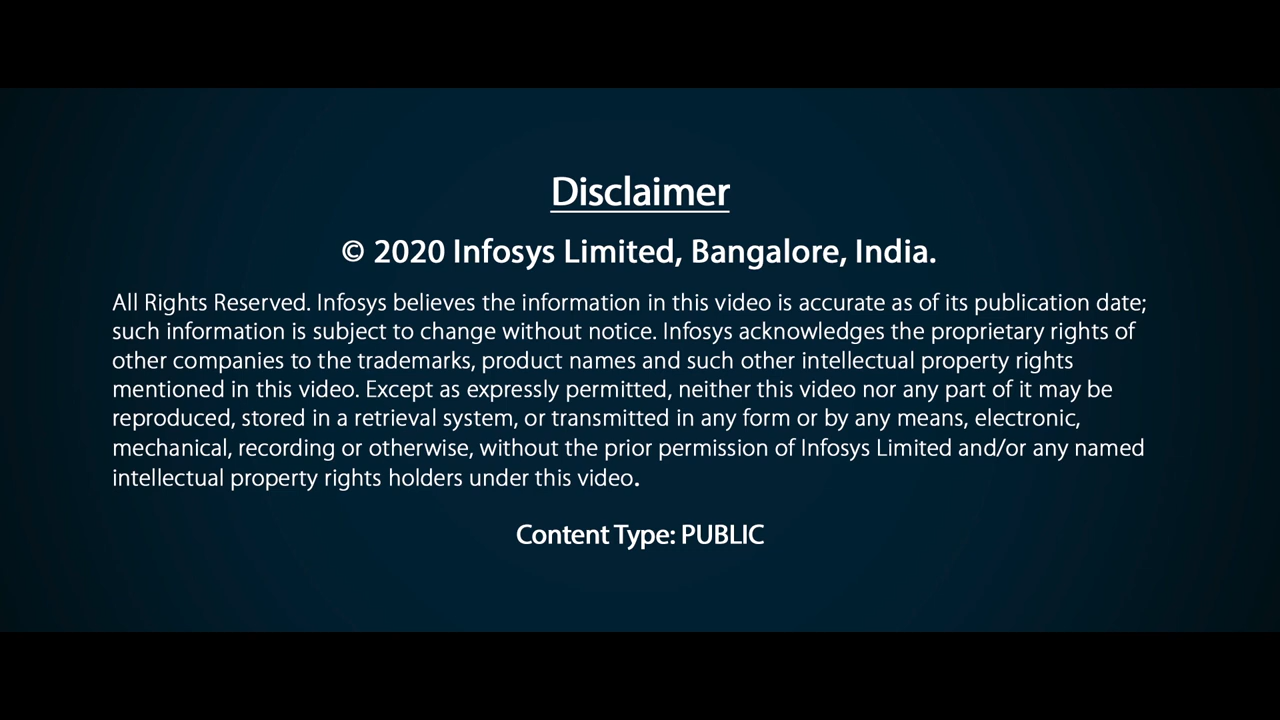 Disclaimer
© 2020 Infosys Limited, Bangalore, India.
All Rights Reserved. Infosys believes the information in this video is accurate as of its publication date;
such information is subject to change without notice. Infosys acknowledges the proprietary rights of
other companies to the trademarks, product names and such other intellectual property rights
mentioned in this video. Except as expressly permitted, neither this video nor any part of it may be
reproduced, stored in a retrieval system, or transmitted in any form or by any means, electronic,
mechanical, recording or otherwise, without the prior permission of Infosys Limited and/or any named
intellectual property rights holders under this video.
Content Type: PUBLIC